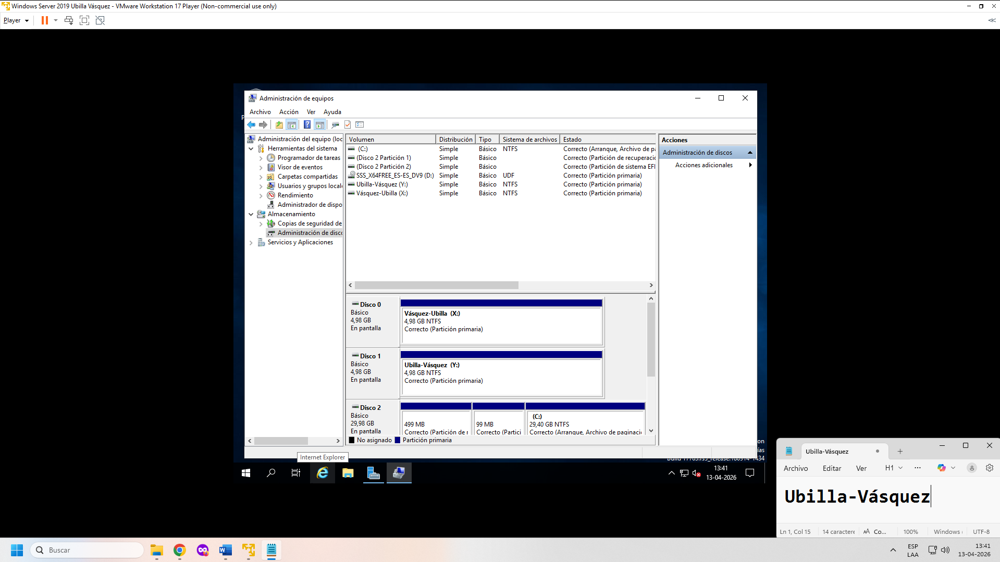 Windows Server 2019 Ubilla Vásquez - VMware Workstation 17 Player (Non-commercial use only)
Player
Administración de equipos
Archivo Acción Ver Ayuda
Administración del equipo (loc
Herramientas del sistema
Programador de tareas
Visor de eventos
Carpetas compartidas
Usuarios y grupos locale
Rendimiento
Administrador de dispo
Almacenamiento
Copias de seguridad de
Administración de disco
Servicios y Aplicaciones
Volumen Distribución Tipo Sistema de archivos Estado
(C:) Simple Básico NTFS Correcto (Arranque, Archivo de pa
(Disco 2 Partición 1) Simple Básico Correcto (Partición de recuperació
(Disco 2 Partición 2) Simple Básico Correcto (Partición de sistema EFI
SSS_X64FREE_ES-ES_DV9 (D:) Simple Básico UDF Correcto (Partición primaria)
Ubilla-Vásquez (Y:) Simple Básico NTFS Correcto (Partición primaria)
Vásquez-Ubilla (X:) Simple Básico NTFS Correcto (Partición primaria)
Acciones
Administración de discos
Acciones adicionales
Disco 0
Básico
4,98 GB
En pantalla
Vásquez-Ubilla (X:)
4,98 GB NTFS
Correcto (Partición primaria)
Disco 1
Básico
4,98 GB
En pantalla
Ubilla-Vásquez (Y:)
4,98 GB NTFS
Correcto (Partición primaria)
Disco 2
Básico
29,98 GB
En pantalla
499 MB
Correcto (Partición de r
99 MB
Correcto (Partici
(C:)
29,40 GB NTFS
Correcto (Arranque, Archivo de paginació
No asignado Partición primaria
Internet Explorer
13:41
13-04-2026
Ubilla-Vásquez
Archivo Editar Ver H1
Ubilla-Vásquez
Ln 1, Col 15 14 caractere Co... 100% Windows UTF-8
Buscar
ESP
LAA
13:41
13-04-2026